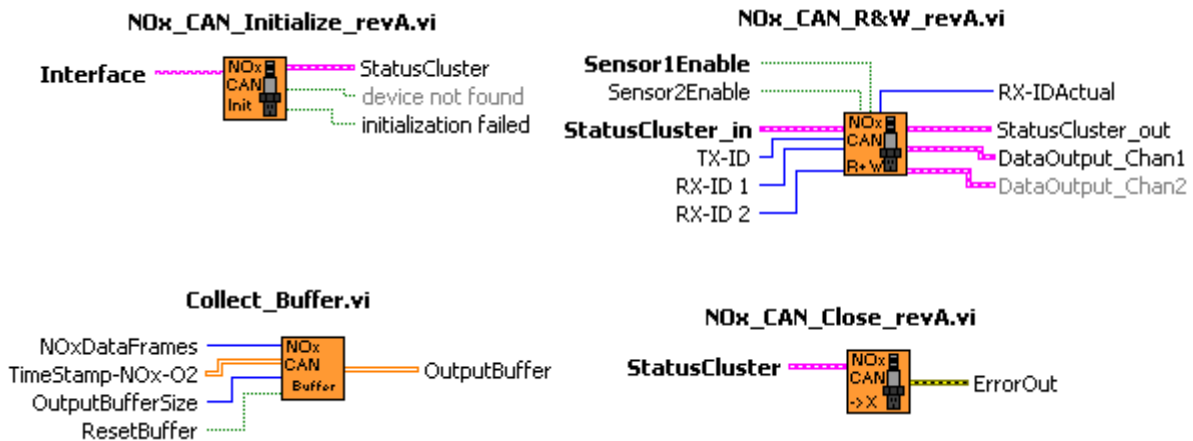 NOx_CAN_Initialize_revA.vi
Interface
NOx
CAN
Init
StatusCluster
device not found
initialization failed
NOx_CAN_R&W_revA.vi
Sensor1Enable
Sensor2Enable
StatusCluster_in
TX-ID
RX-ID 1
RX-ID 2
NOx
CAN
R+W
RX-IDActual
StatusCluster_out
DataOutput_Chan1
DataOutput_Chan2
Collect_Buffer.vi
NOxDataFrames
TimeStamp-NOx-O2
OutputBufferSize
ResetBuffer
NOx
CAN
Buffer
OutputBuffer
NOx_CAN_Close_revA.vi
StatusCluster
NOx
CAN
->X
ErrorOut